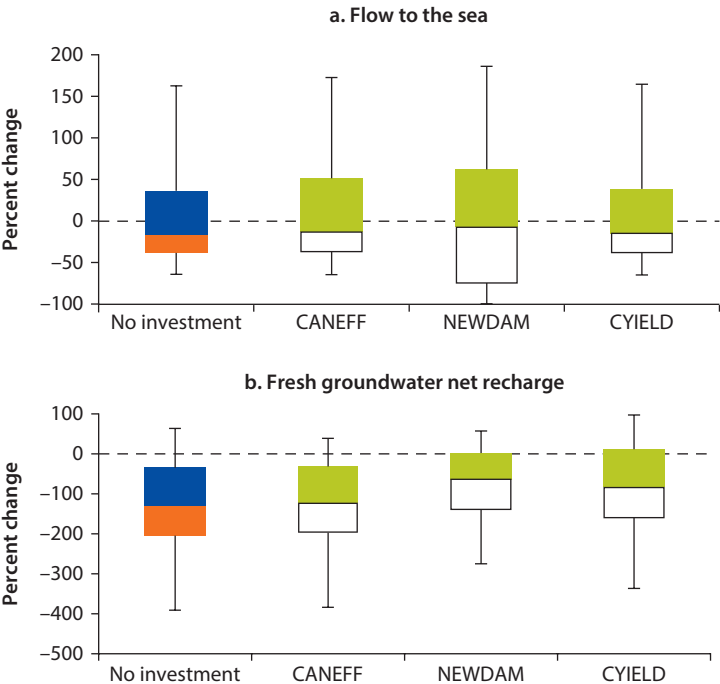 a. Flow to the sea
Percent change
200
150
100
50
0
–50
–100
No investment CANEFF NEWDAM CYIELD
b. Fresh groundwater net recharge
Percent change
100
0
–100
–200
–300
–400
–500
No investment CANEFF NEWDAM CYIELD